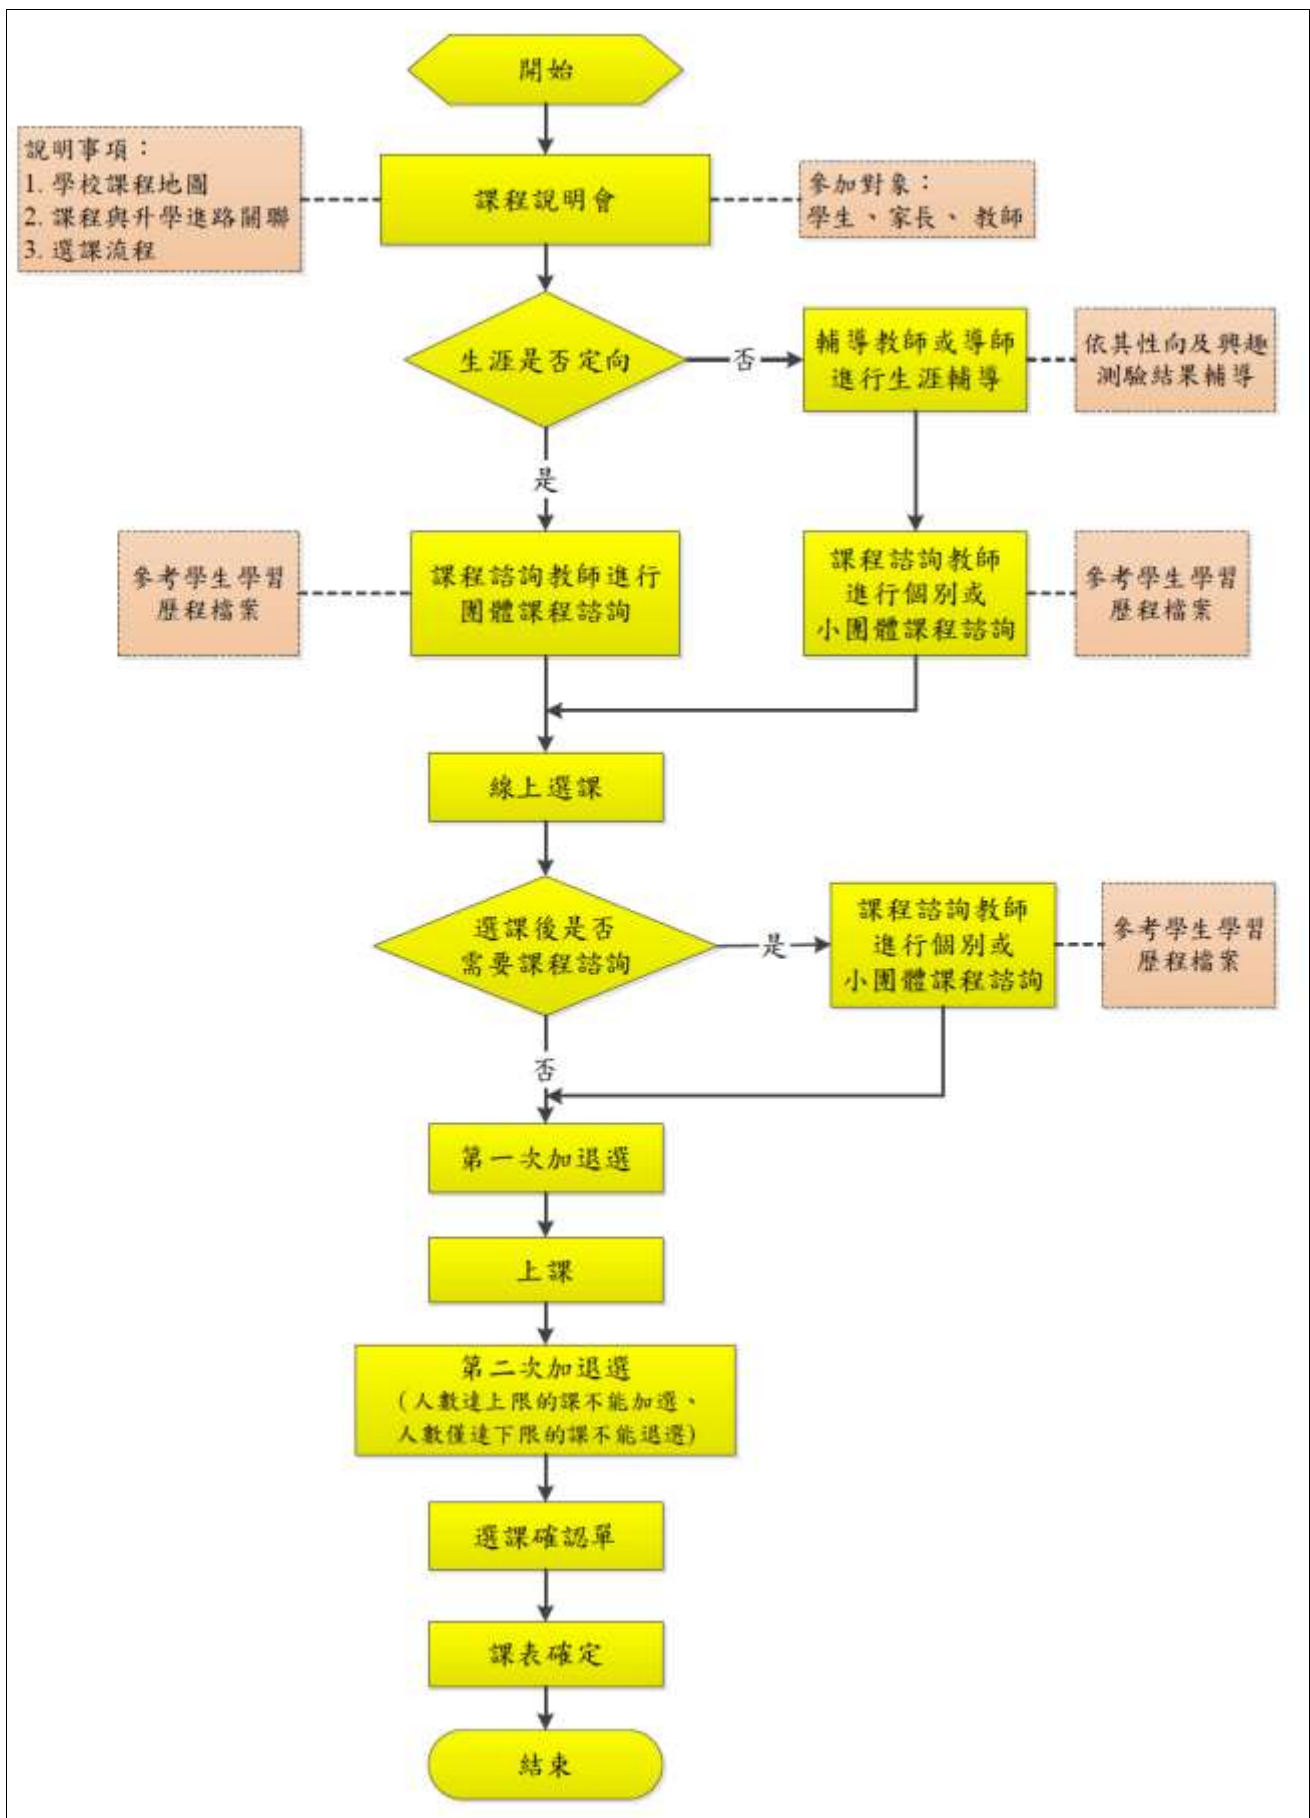 開始
說明事項：
1. 學校課程地圖
2. 課程與升學進路關聯
3. 選課流程
課程說明會
參加對象：
學生、家長、教師
生涯是否定向
否
輔導教師或導師
進行生涯輔導
依其性向及興趣
測驗結果輔導
是
參考學生學習
歷程檔案
課程諮詢教師進行
團體課程諮詢
課程諮詢教師
進行個別或
小團體課程諮詢
參考學生學習
歷程檔案
線上選課
選課後是否
需要課程諮詢
是
課程諮詢教師
進行個別或
小團體課程諮詢
參考學生學習
歷程檔案
否
第一次加退選
上課
第二次加退選
(人數達上限的課不能加選、
人數僅達下限的課不能退選)
選課確認單
課表確定
結束